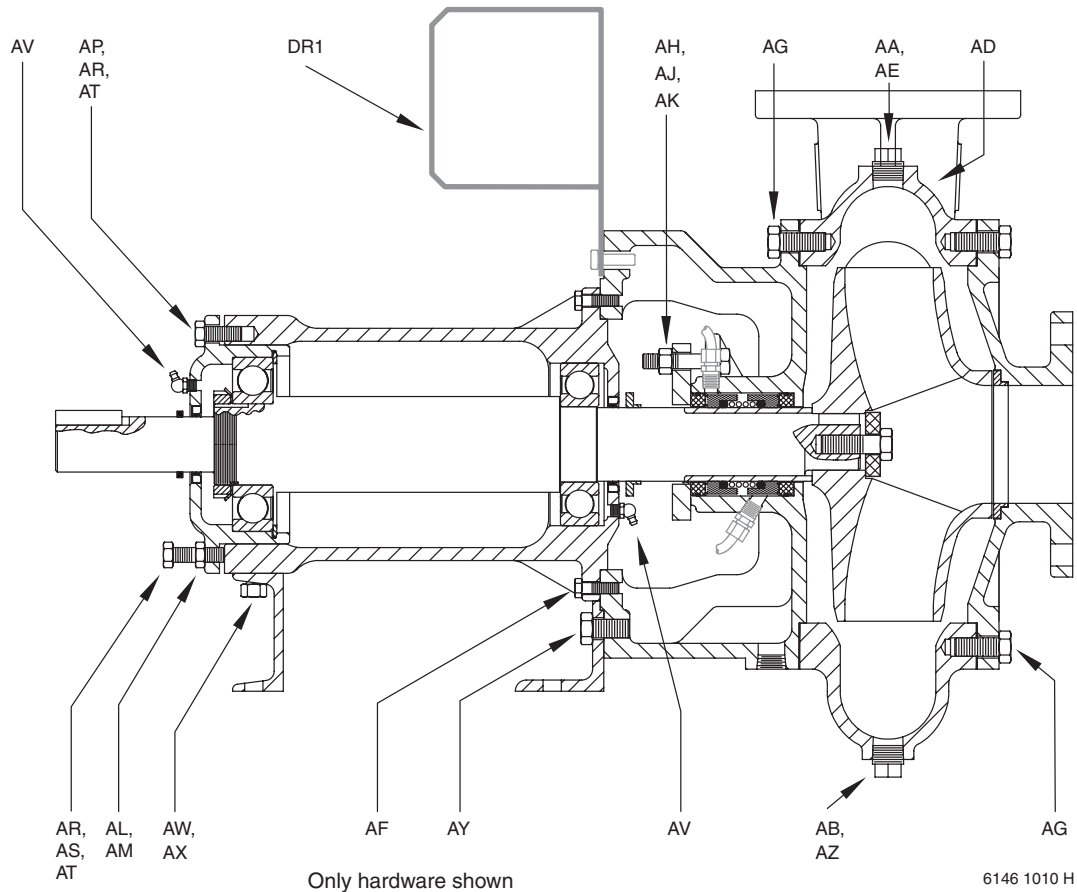 AV
AP,
AR,
AT
DR1
AH,
AJ,
AK
AG
AA,
AE
AD
AR,
AS,
AT
AL,
AM
AW,
AX
AF
AY
AV
AB,
AZ
AG
Only hardware shown
6146 1010 H